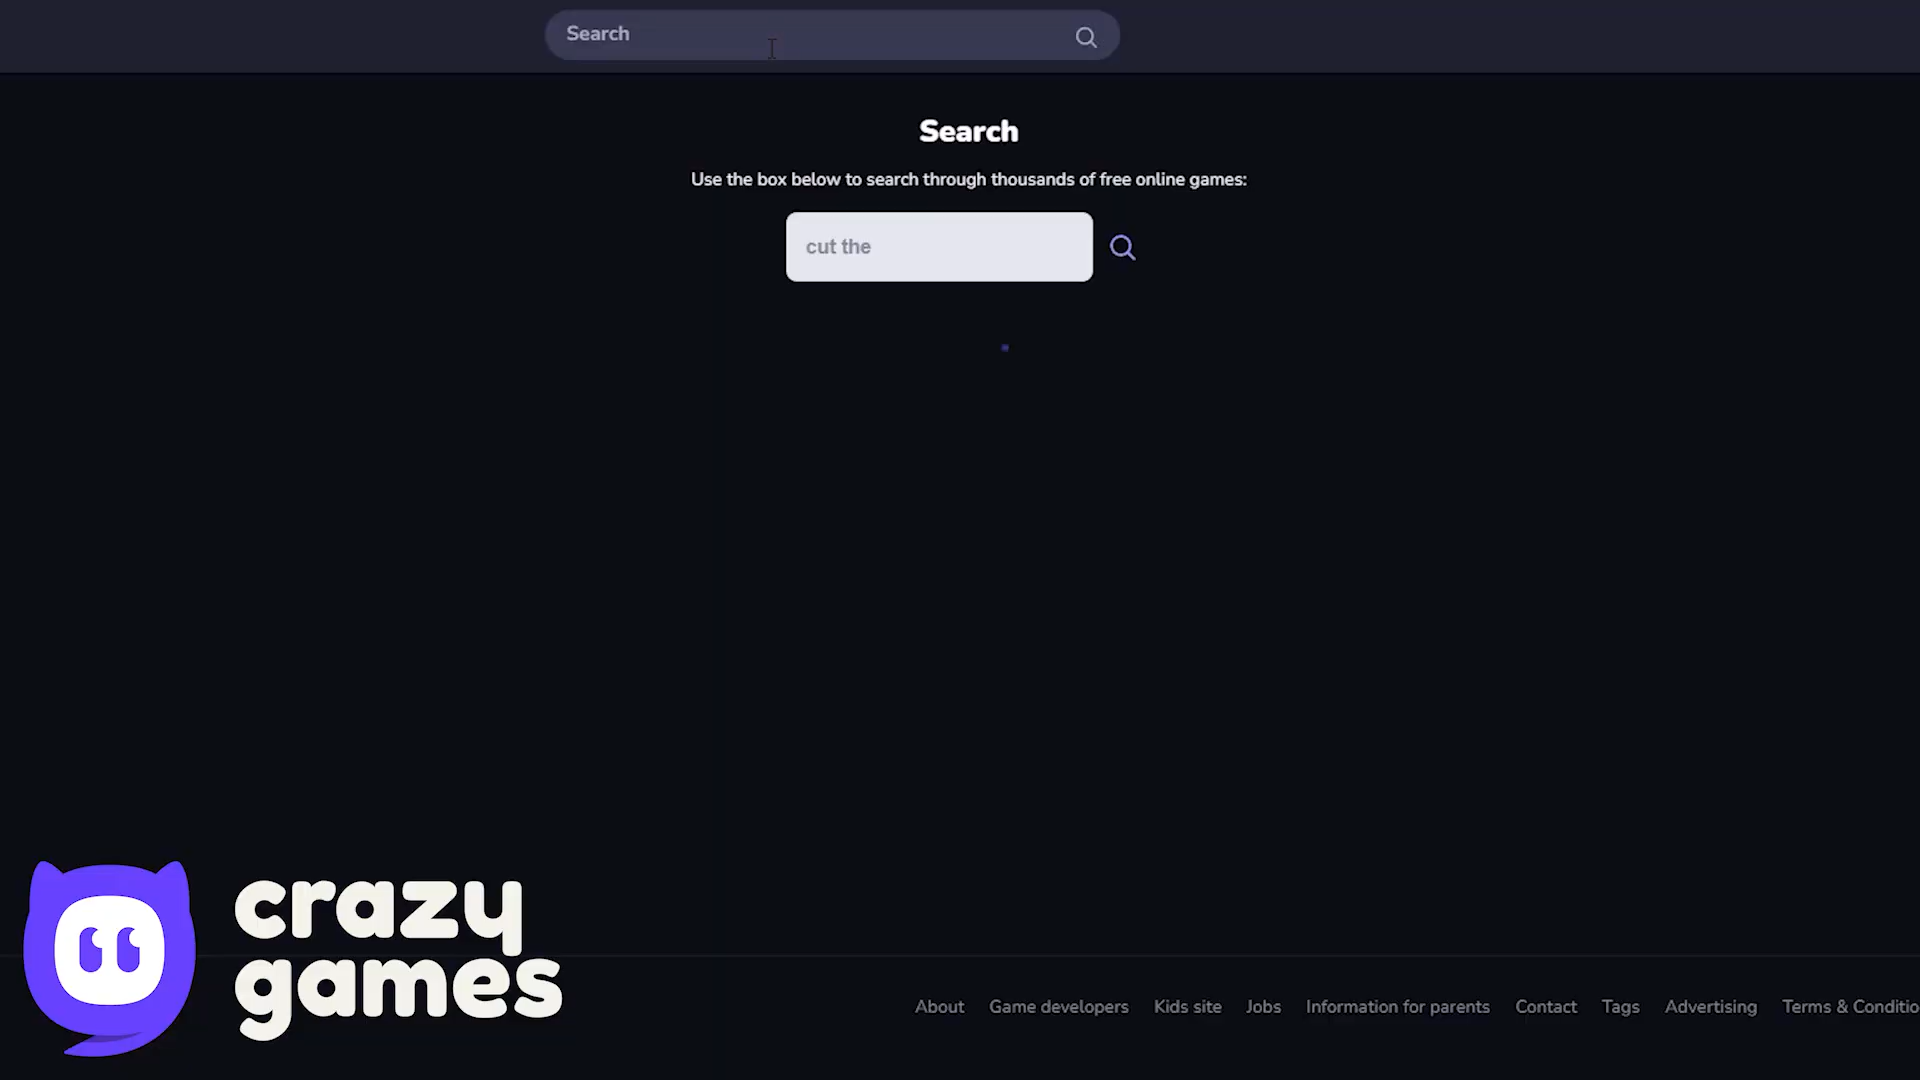 Search
Search
Use the box below to search through thousands of free online games:
cut the
crazy
games
About Game developers Kids site Jobs Information for parents Contact Tags Advertising Terms & Conditio